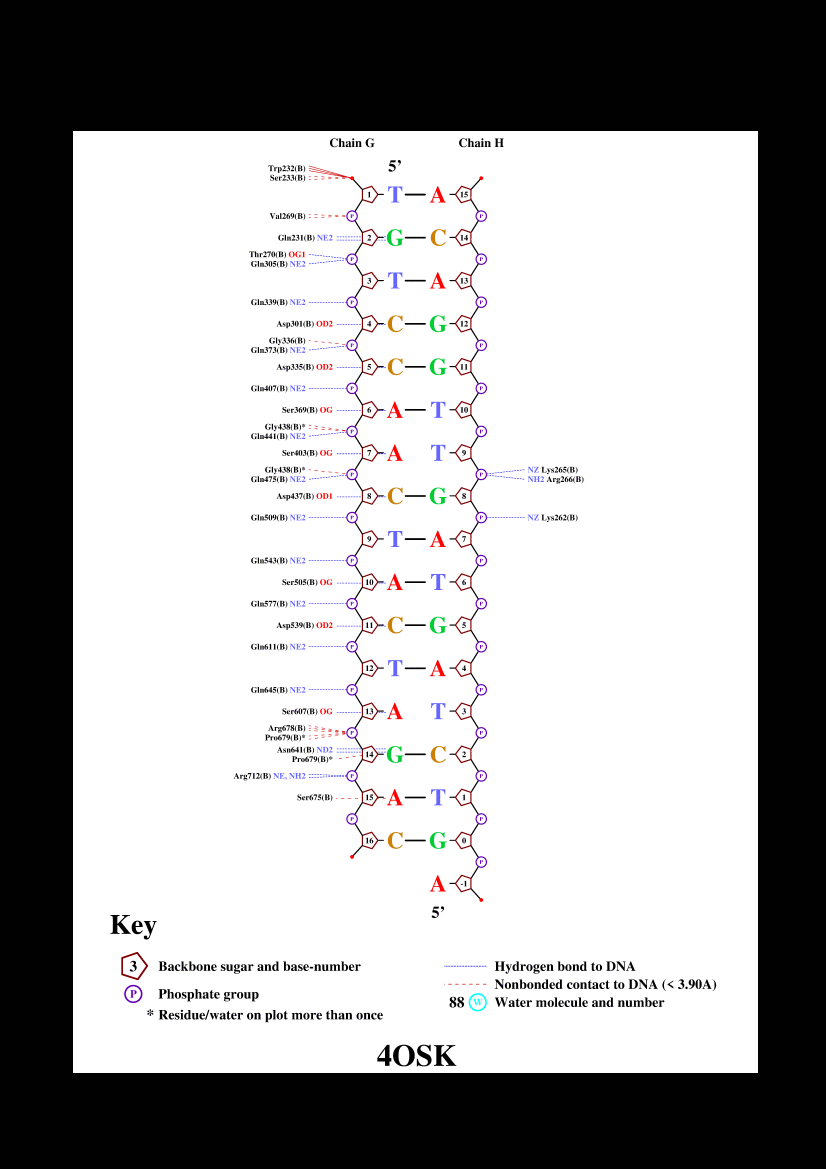 Chain G Chain H
5’
Trp232(B)
Ser233(B)
1 T A 15
Val269(B) P P
Gln231(B) NE2 2 G C 14
Thr270(B) OG1
Gln305(B) NE2 P P
3 T A 13
Gln339(B) NE2 P P
Asp301(B) OD2 4 C G 12
Gly336(B)
Gln373(B) NE2 P P
Asp335(B) OD2 5 C G 11
Gln407(B) NE2 P P
Ser369(B) OG 6 A T 10
Gly438(B)*
Gln441(B) NE2 P P
Ser403(B) OG 7 A T 9
Gly438(B)* P P NZ Lys265(B)
Gln475(B) NE2 NH2 Arg266(B)
Asp437(B) OD1 8 C G 8
Gln509(B) NE2 P P NZ Lys262(B)
9 T A 7
Gln543(B) NE2 P P
Ser505(B) OG 10 A T 6
Gln577(B) NE2 P P
Asp539(B) OD2 11 C G 5
Gln611(B) NE2 P P
12 T A 4
Gln645(B) NE2 P P
Ser607(B) OG 13 A T 3
Arg678(B)
Pro679(B)* P P
Asn641(B) ND2 14 G C 2
Pro679(B)*
Arg712(B) NE, NH2 P P
Ser675(B) 15 A T 1
P P
16 C G 0
P
A -1
5’
Key
3 Backbone sugar and base-number
P Phosphate group
* Residue/water on plot more than once
Hydrogen bond to DNA
Nonbonded contact to DNA (< 3.90A)
88 W Water molecule and number
4OSK